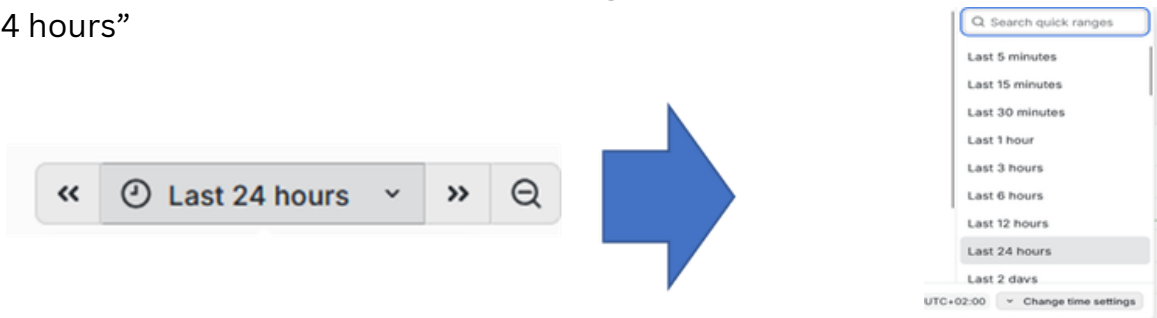 4 hours”
Last 24 hours
Search quick ranges
Last 5 minutes
Last 15 minutes
Last 30 minutes
Last 1 hour
Last 3 hours
Last 6 hours
Last 12 hours
Last 24 hours
Last 2 days
UTC+02:00 Change time settings